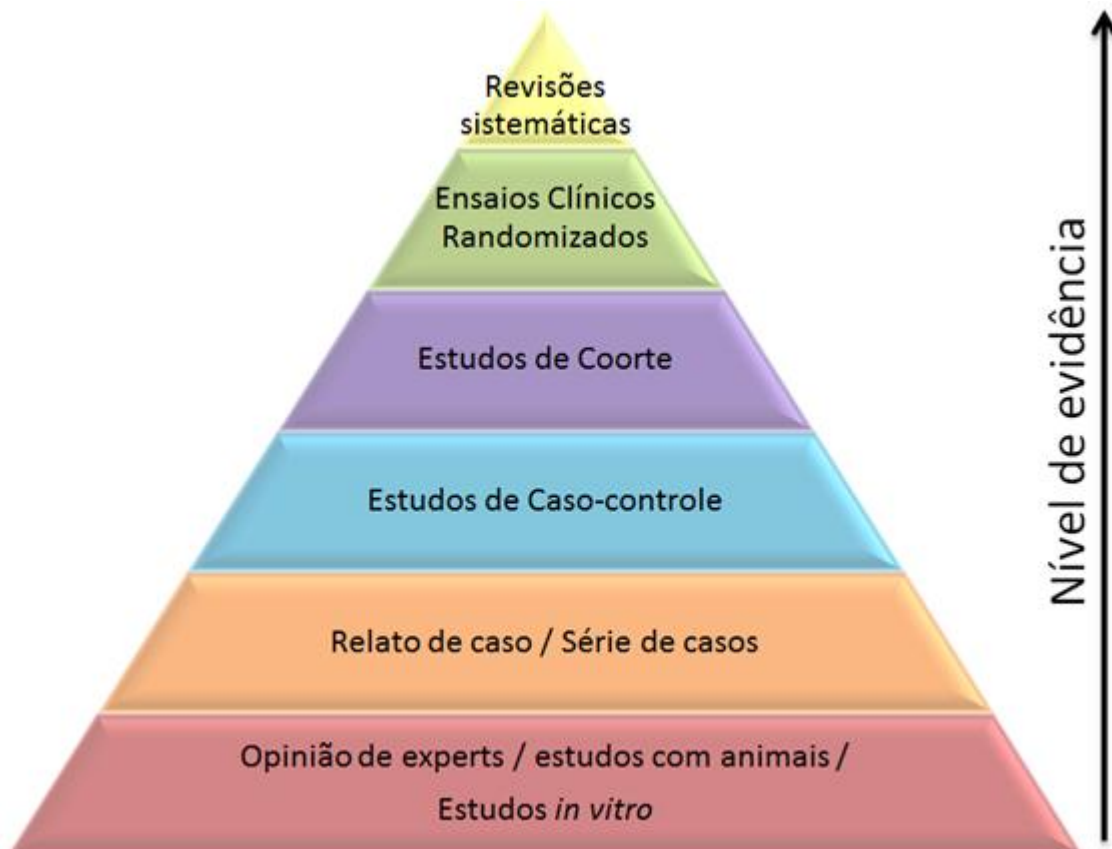 Revisões
sistemáticas
Ensaios Clínicos
Randomizados
Estudos de Coorte
Estudos de Caso-controle
Relato de caso / Série de casos
Opinião de experts / estudos com animais /
Estudos in vitro
Nível de evidência